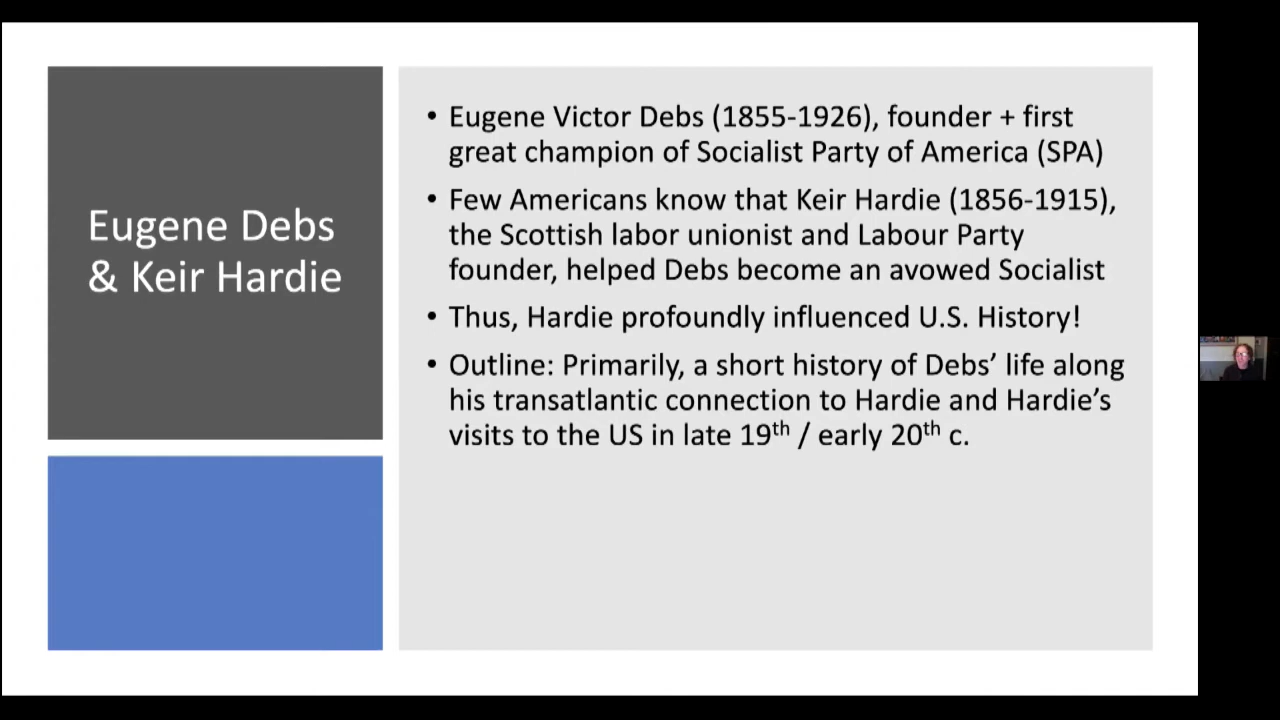 Eugene Debs
& Keir Hardie
• Eugene Victor Debs (1855-1926), founder + first
great champion of Socialist Party of America (SPA)
• Few Americans know that Keir Hardie (1856-1915),
the Scottish labor unionist and Labour Party
founder, helped Debs become an avowed Socialist
• Thus, Hardie profoundly influenced U.S. History!
• Outline: Primarily, a short history of Debs’ life along
his transatlantic connection to Hardie and Hardie’s
visits to the US in late 19th / early 20th c.